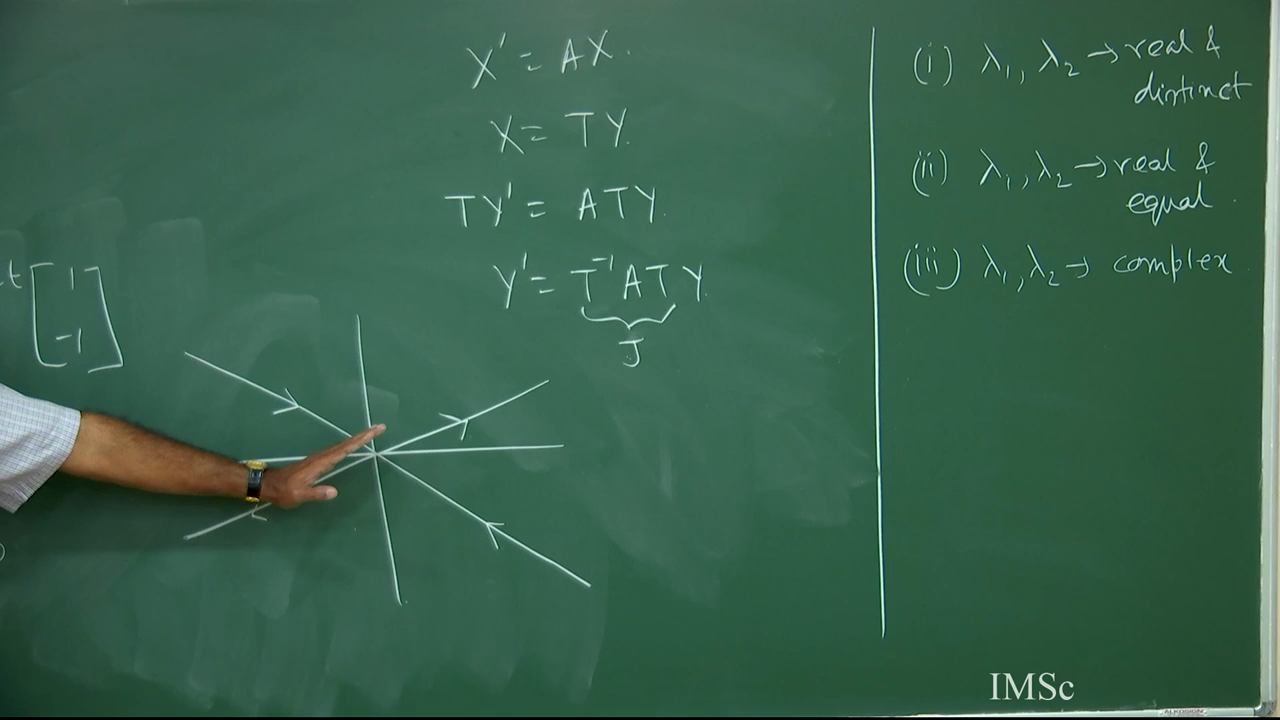 X' = AX.
X = TY.
TY' = ATY.
Y' = T⁻¹ATY.
J
t [ 1
-1 ]
(i) λ₁, λ₂ → real &
distinct
(ii) λ₁, λ₂ → real &
equal.
(iii) λ₁, λ₂ → complex
IMSc